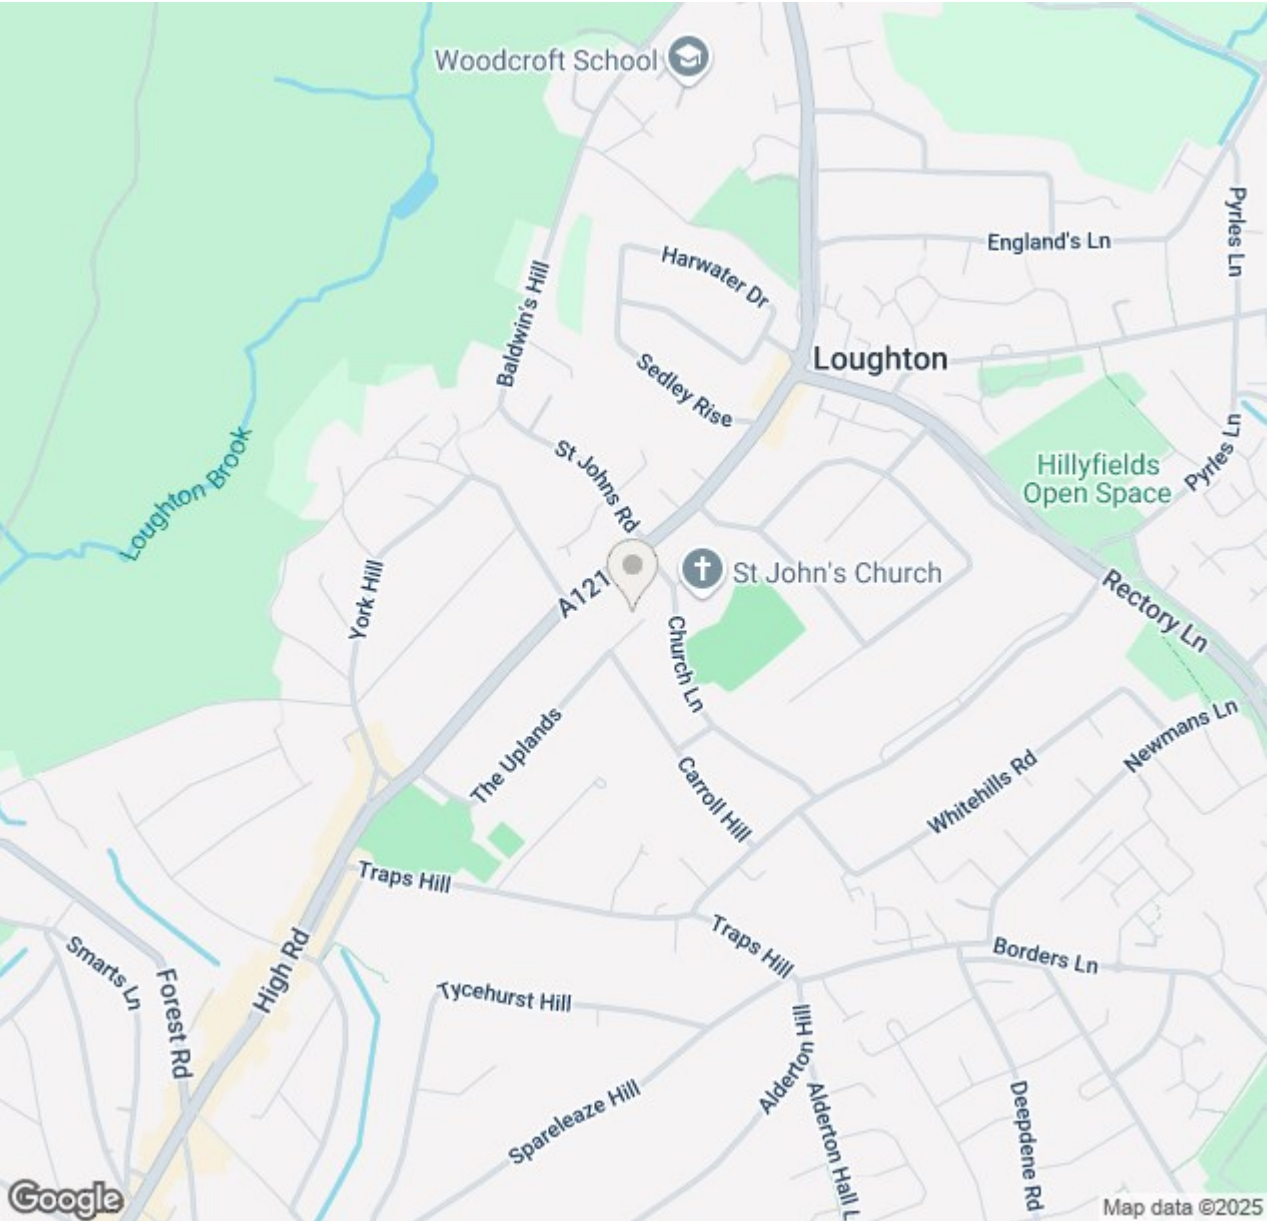 Woodcroft School
Pyrles Ln
England's Ln
Harwater Dr
Baldwin's Hill
Loughton
Sedley Rise
Pyrles Ln
Loughton Brook
St Johns Rd
Hillyfields
Open Space
A121
St John's Church
York Hill
Rectory Ln
Church Ln
The Uplands
Newmans Ln
Carroll Hill
Whitehills Rd
Traps Hill
Traps Hill
High Rd
Smarts Ln
Forest Rd
Borders Ln
Tycehurst Hill
Alderton Hill
Spareleaze Hill
Alderton Hall L
Deepdene Rd
Google
Map data ©2025